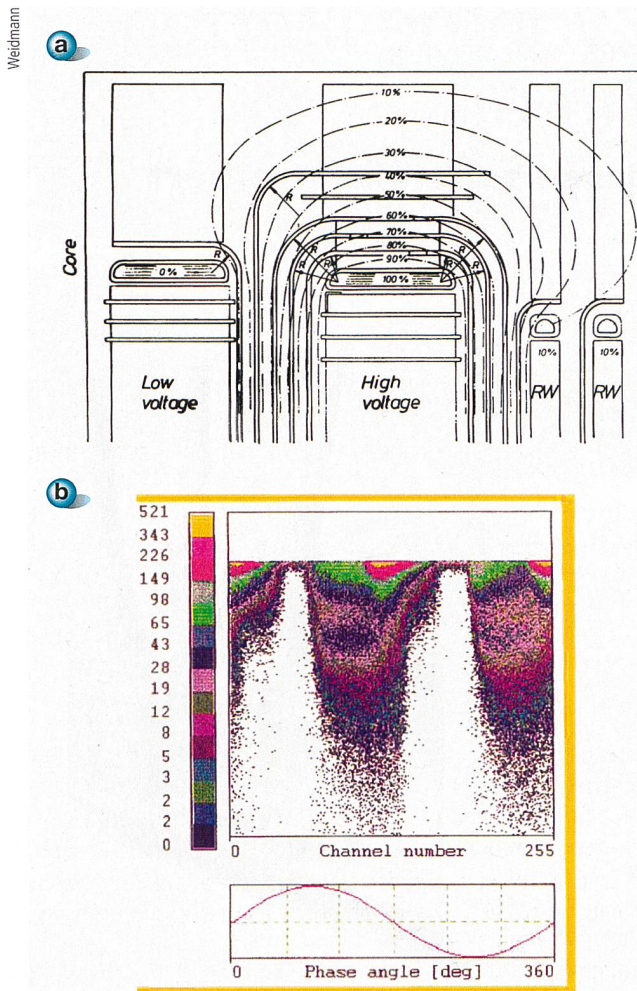 Weidmann
a
10%
20%
30%
40%
50%
60%
70%
80%
90%
R
R R
R R R R
0%
100%
Core
10% 10%
Low voltage
High voltage
RW RW
b
521
343
226
149
98
65
43
28
19
12
8
5
3
2
2
0
0 Channel number 255
0 Phase angle [deg] 360